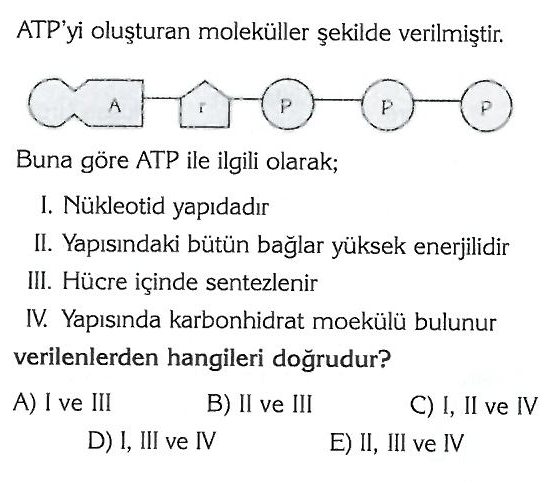 ATP'yi oluşturan moleküller şekilde verilmiştir.
A r P P P
Buna göre ATP ile ilgili olarak;
I. Nükleotid yapıdadır
II. Yapısındaki bütün bağlar yüksek enerjilidir
III. Hücre içinde sentezlenir
IV. Yapısında karbonhidrat moekülü bulunur
verilenlerden hangileri doğrudur?
A) I ve III B) II ve III C) I, II ve IV
D) I, III ve IV E) II, III ve IV